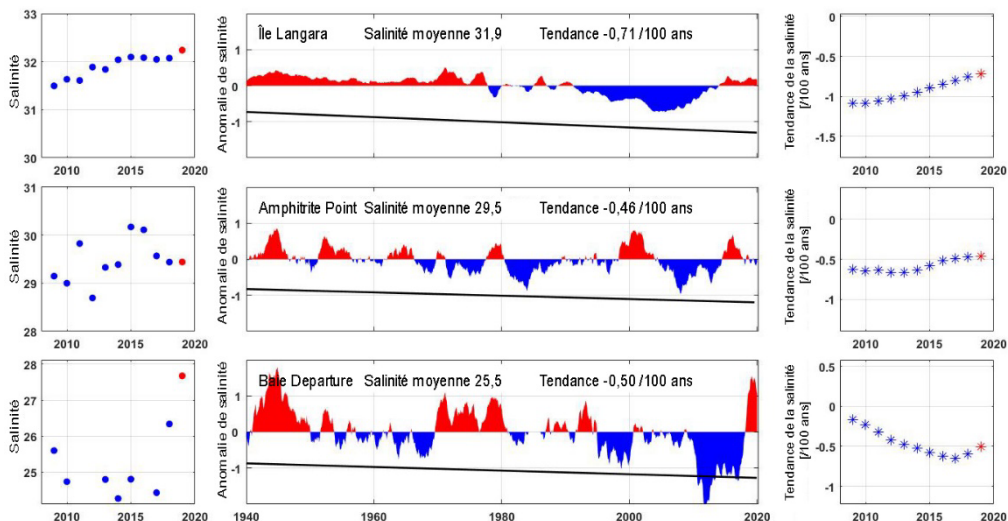 33
32
31
30
Salinité
2010 2015 2020
Île Langara Salinité moyenne 31,9 Tendance -0,71/100 ans
1
0
-1
Anomalie de salinité
0
-0.5
-1
-1.5
Tendance de la salinité
[/100 ans]
2010 2015 2020
31
30
29
28
Salinité
2010 2015 2020
Amphitrite Point Salinité moyenne 29,5 Tendance -0,46/100 ans
1
0
-1
Anomalie de salinité
0
-0.5
-1
Tendance de la salinité
[/100 ans]
2010 2015 2020
28
27
26
25
Salinité
2010 2015 2020
Baie Departure Salinité moyenne 25,5 Tendance -0,50 /100 ans
1
0
-1
Anomalie de salinité
1940 1960 1980 2000 2020
0.5
0
-0.5
-1
Tendance de la salinité
[/100 ans]
2010 2015 2020